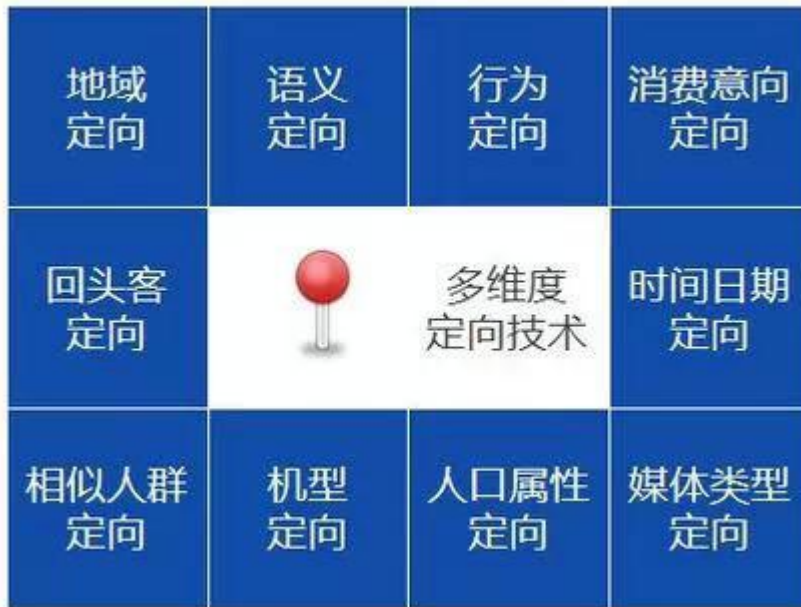 地域
定向
语义
定向
行为
定向
消费意向
定向
回头客
定向
多维度
定向技术
时间日期
定向
相似人群
定向
机型
定向
人口属性
定向
媒体类型
定向